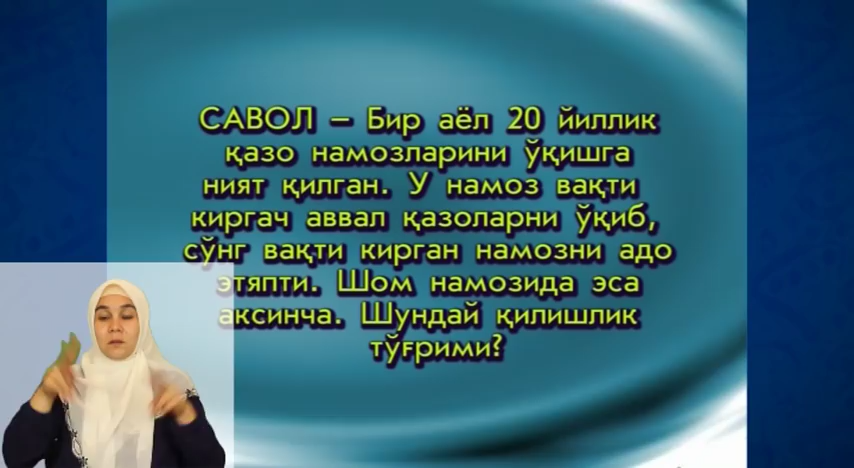 САВОЛ – Бир аёл 20 йиллик
қазо намозларини ўқишга
ният қилган. У намоз вақти
киргач аввал қазоларни ўқиб,
сўнг вақти кирган намозни адо
этяпти. Шом намозида эса
аксинча. Шундай қилишлик
тўғрими?